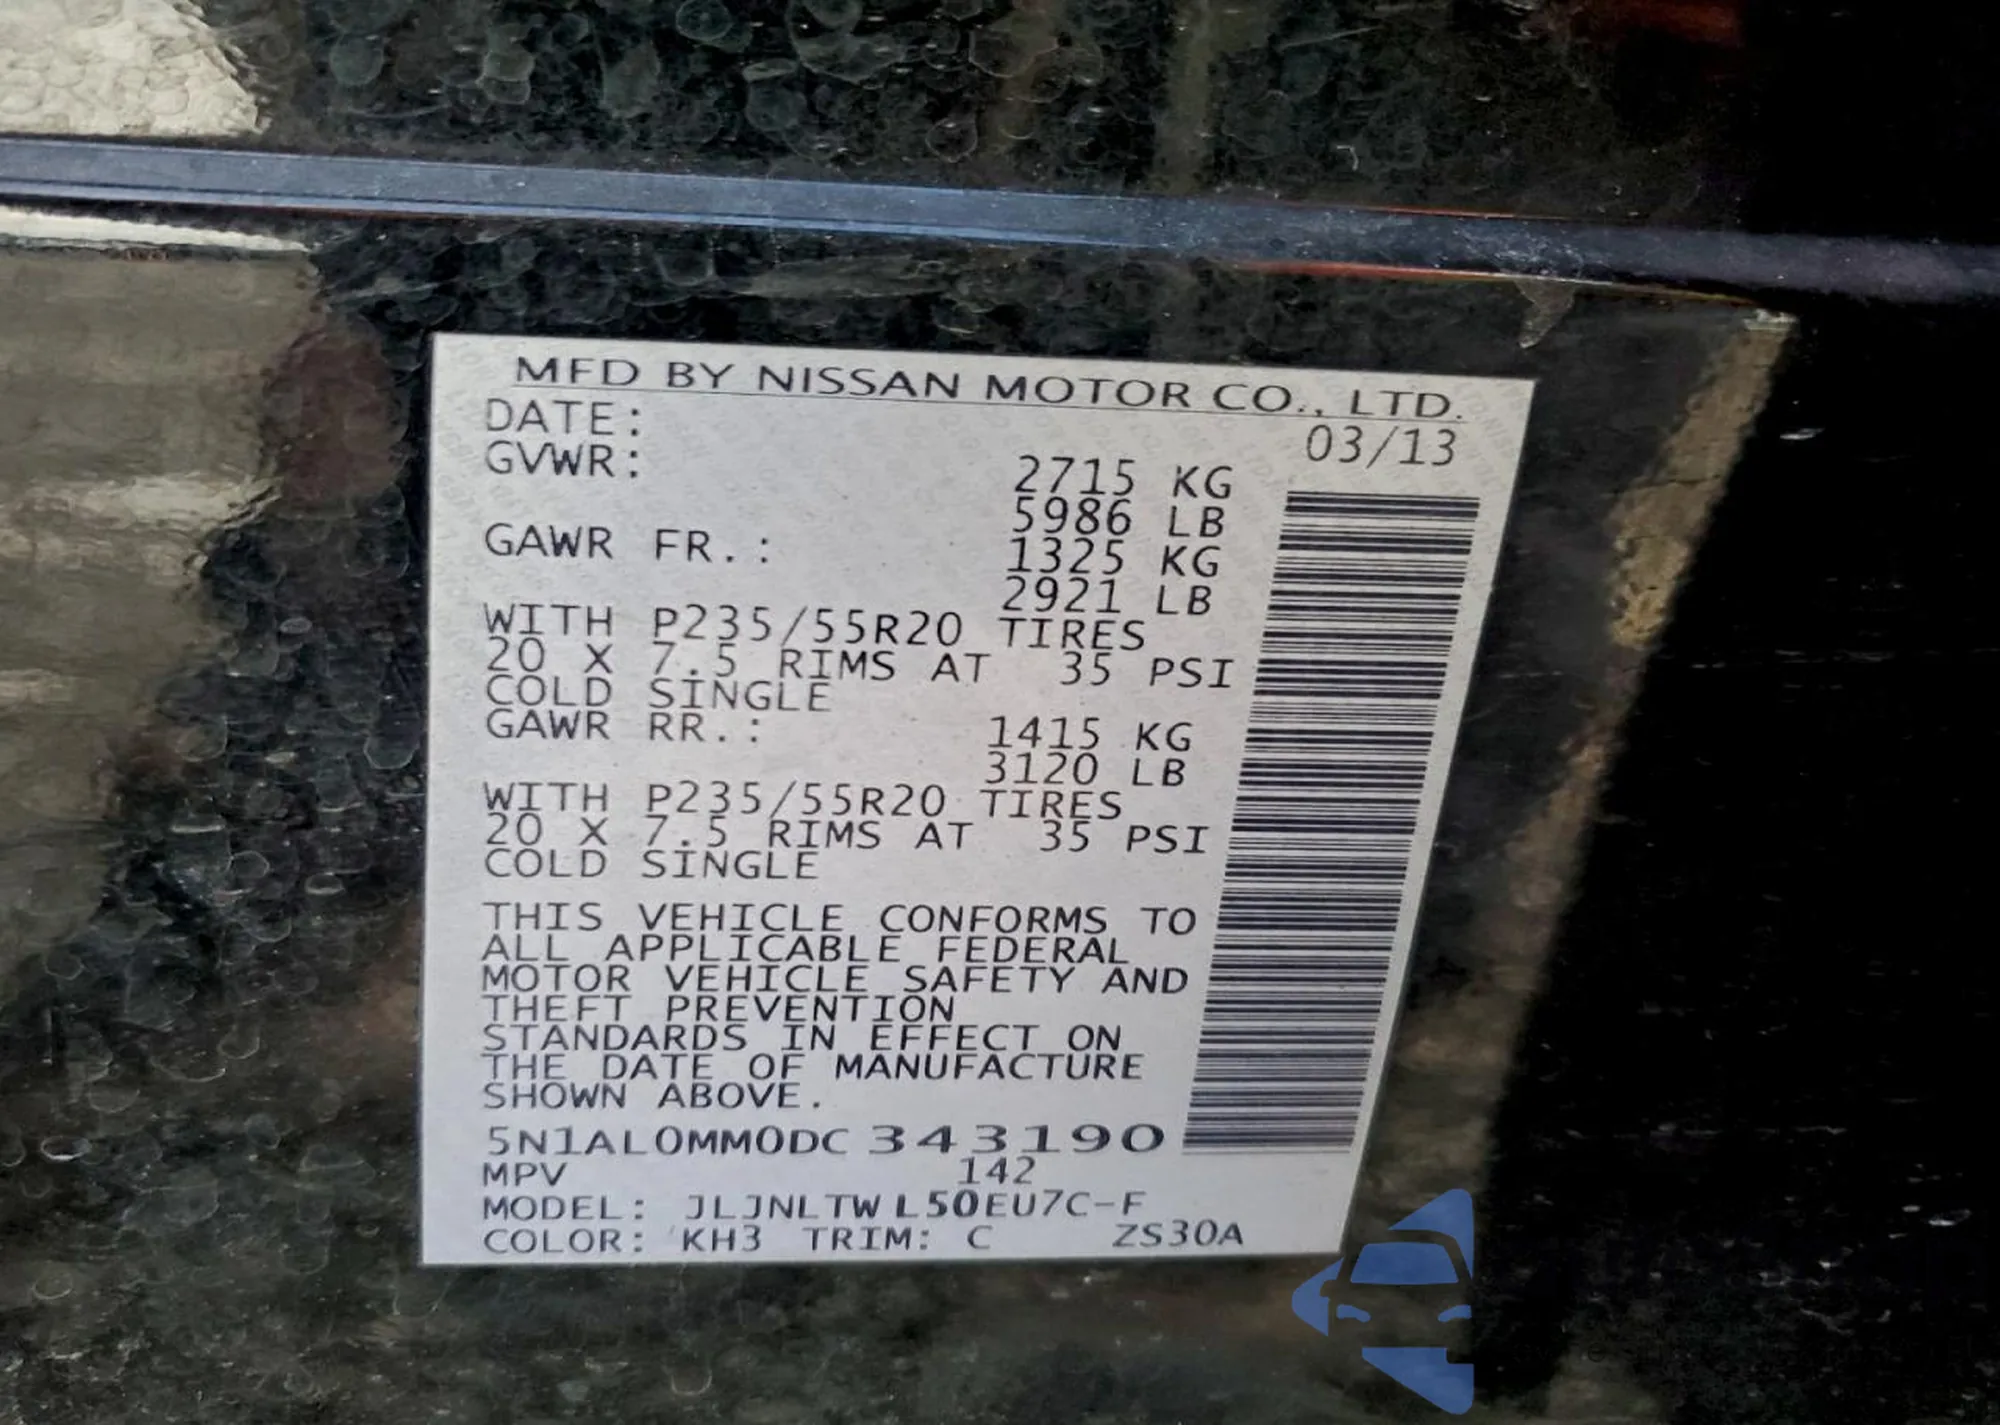 MFD BY NISSAN MOTOR CO., LTD.
DATE: 03/13
GVWR: 2715 KG
5986 LB
GAWR FR.: 1325 KG
2921 LB
WITH P235/55R20 TIRES
20 X 7.5 RIMS AT 35 PSI
COLD SINGLE
GAWR RR.: 1415 KG
3120 LB
WITH P235/55R20 TIRES
20 X 7.5 RIMS AT 35 PSI
COLD SINGLE
THIS VEHICLE CONFORMS TO
ALL APPLICABLE FEDERAL
MOTOR VEHICLE SAFETY AND
THEFT PREVENTION
STANDARDS IN EFFECT ON
THE DATE OF MANUFACTURE
SHOWN ABOVE.
5N1AL0MM0DC 343190
MPV 142
MODEL: JLJNLTW L50EU7C-F
COLOR: KH3 TRIM: C ZS30A